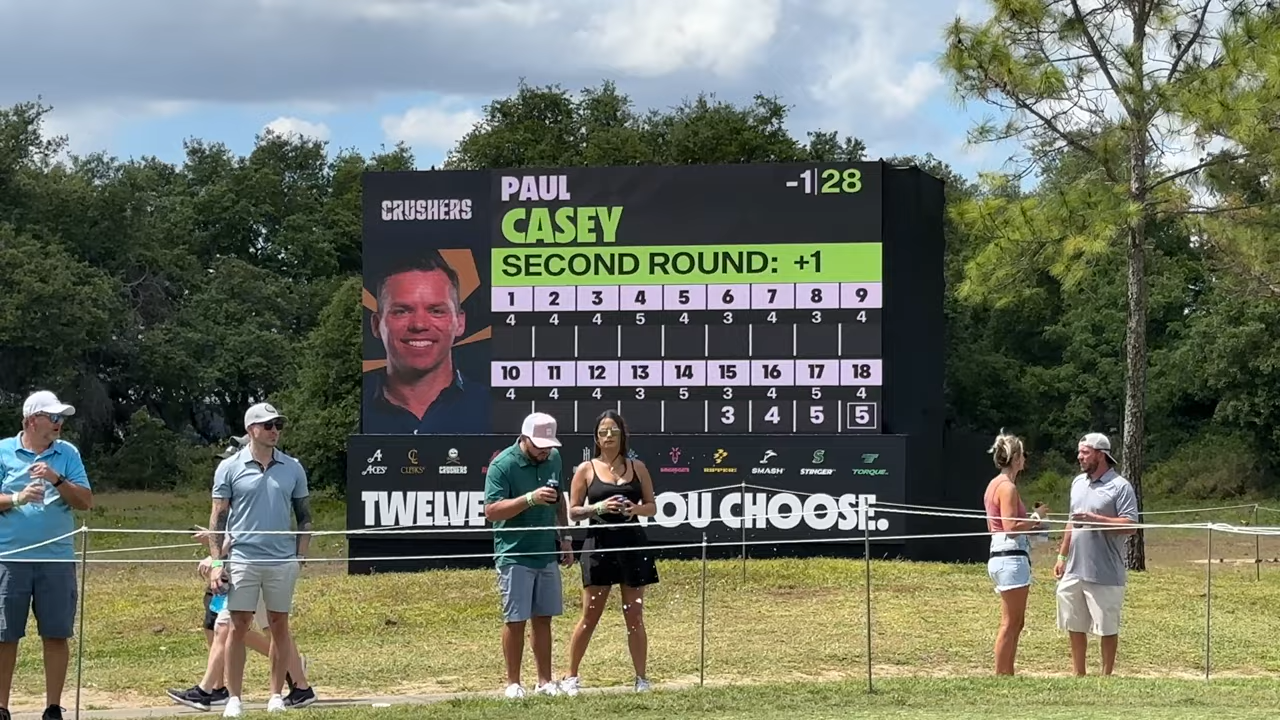 CRUSHERS
PAUL
CASEY
-1|28
SECOND ROUND: +1
1 2 3 4 5 6 7 8 9
4 4 4 5 4 3 4 3 4
10 11 12 13 14 15 16 17 18
4 4 4 3 5 3 4 5 4
3 4 5 5
ACES CLEEKS CRUSHERS RIPPER SMASH STINGER TORQUE
TWELVE YOU CHOOSE.